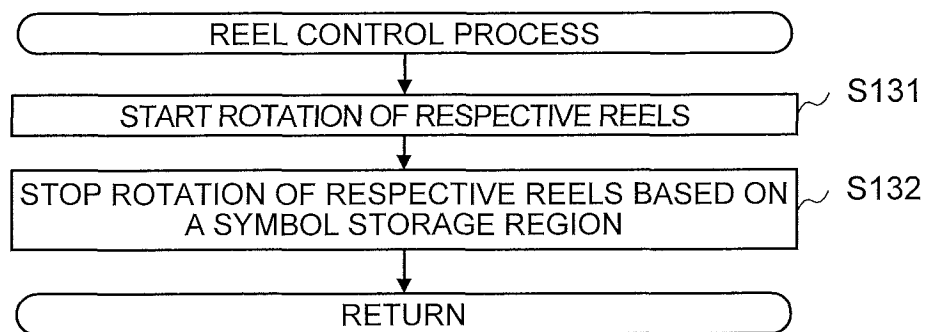 REEL CONTROL PROCESS
START ROTATION OF RESPECTIVE REELS
S131
STOP ROTATION OF RESPECTIVE REELS BASED ON
A SYMBOL STORAGE REGION
S132
RETURN